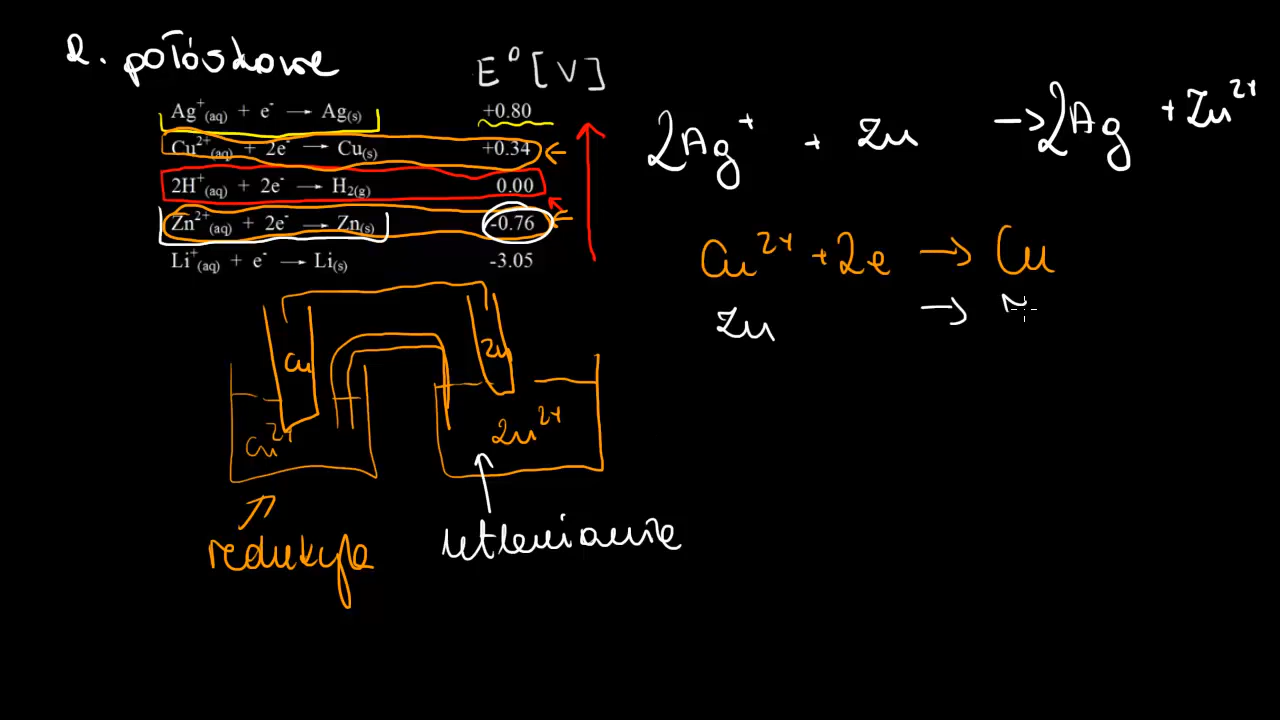 2. połówkowe
E⁰ [V]
Ag⁺(aq) + e⁻ → Ag(s) +0.80
Cu²⁺(aq) + 2e⁻ → Cu(s) +0.34
2H⁺(aq) + 2e⁻ → H₂(g) 0.00
Zn²⁺(aq) + 2e⁻ → Zn(s) -0.76
Li⁺(aq) + e⁻ → Li(s) -3.05
2Ag⁺ + Zn → 2Ag + Zn²⁺
Cu²⁺ + 2e → Cu
Zn →
Cu
Zn
Cu²⁺
Zn²⁺
redukcja
utlenianie